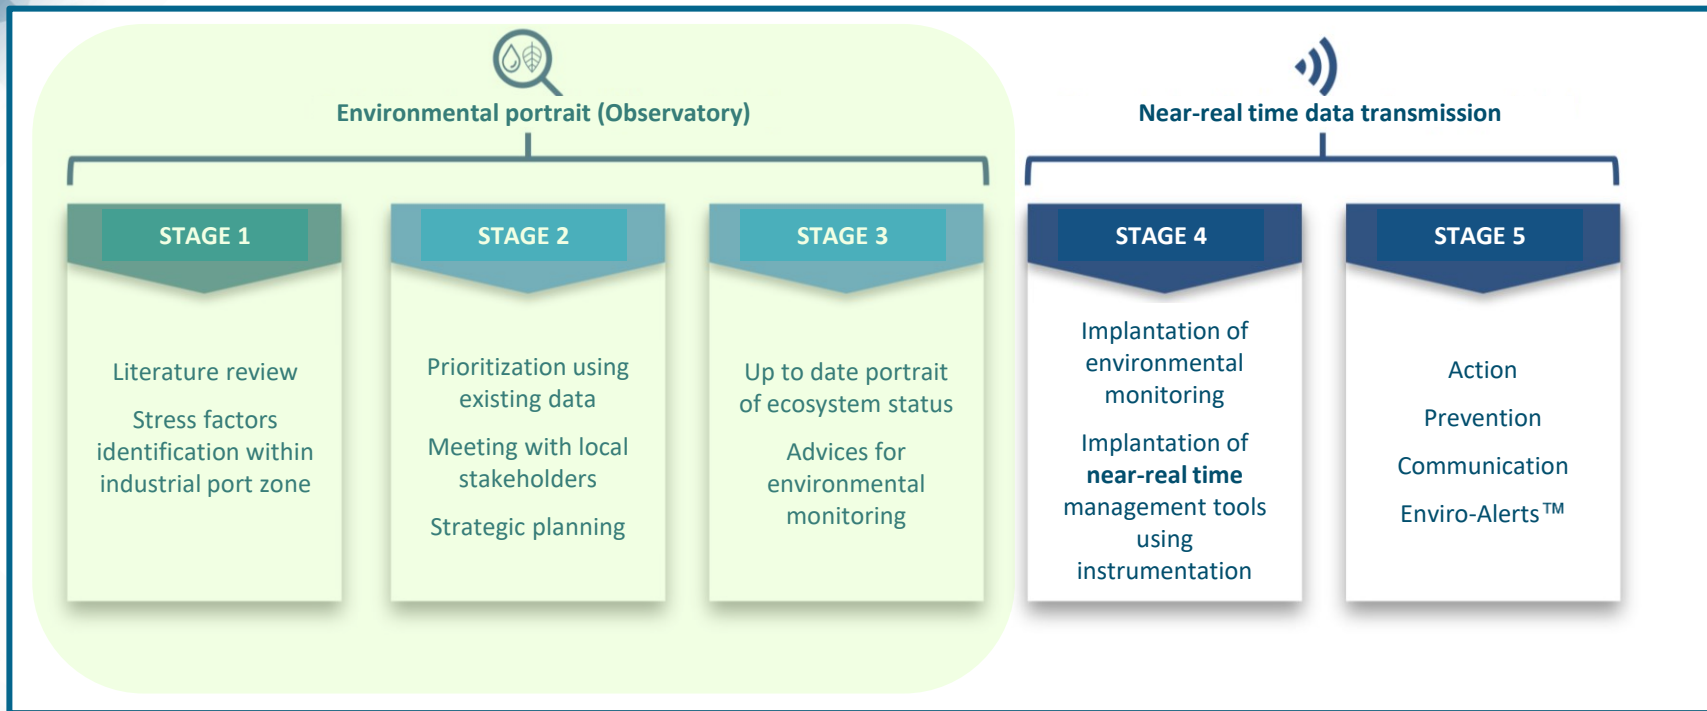 Environmental portrait (Observatory)
Near-real time data transmission
STAGE 1
Literature review
Stress factors
identification within
industrial port zone
STAGE 2
Prioritization using
existing data
Meeting with local
stakeholders
Strategic planning
STAGE 3
Up to date portrait
of ecosystem status
Advices for
environmental
monitoring
STAGE 4
Implantation of
environmental
monitoring
Implantation of
near-real time
management tools
using
instrumentation
STAGE 5
Action
Prevention
Communication
Enviro-Alerts™